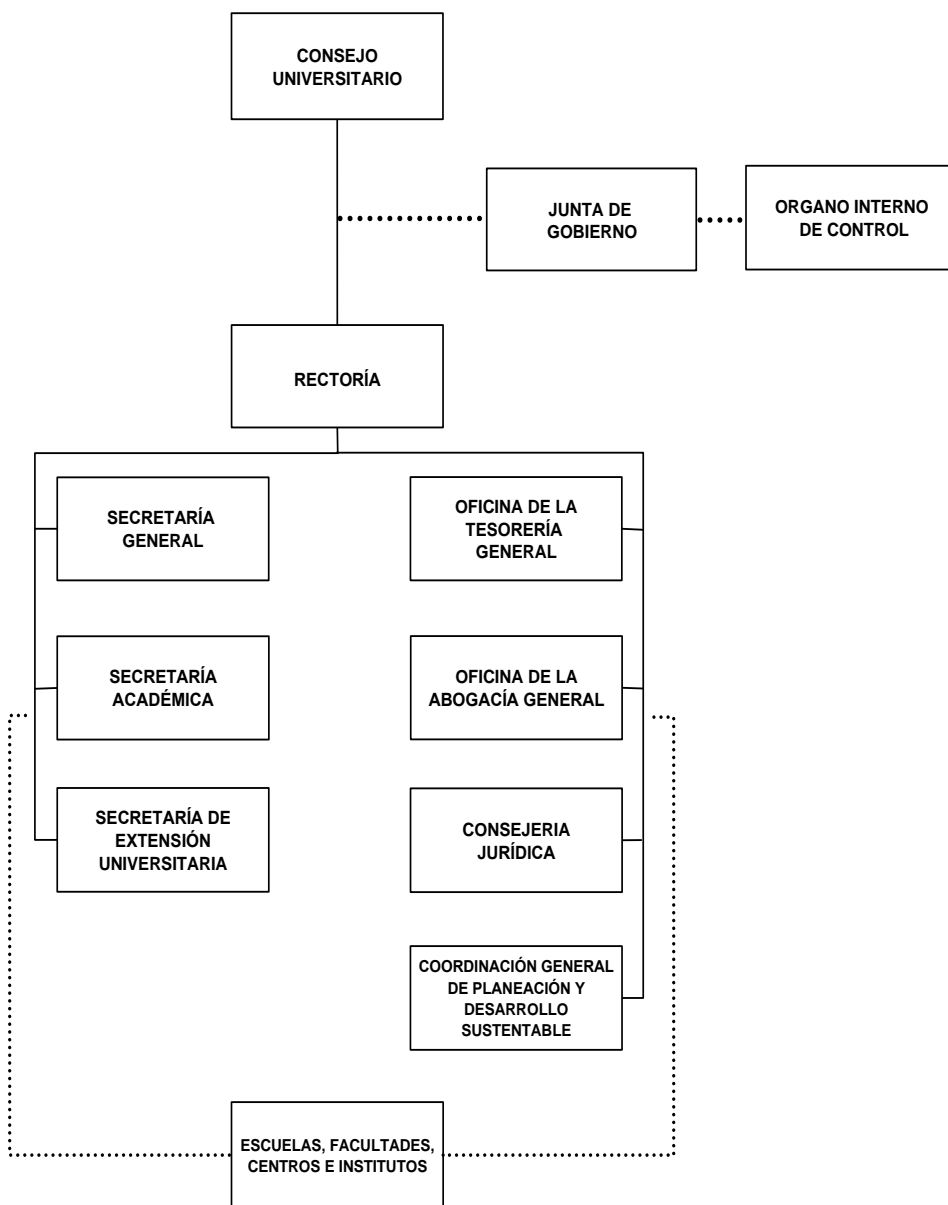 CONSEJO
UNIVERSITARIO
JUNTA DE
GOBIERNO
ORGANO INTERNO
DE CONTROL
RECTORÍA
SECRETARÍA
GENERAL
OFICINA DE LA
TESORERÍA
GENERAL
SECRETARÍA
ACADÉMICA
OFICINA DE LA
ABOGACÍA GENERAL
SECRETARÍA DE
EXTENSIÓN
UNIVERSITARIA
CONSEJERIA
JURÍDICA
COORDINACIÓN GENERAL
DE PLANEACIÓN Y
DESARROLLO
SUSTENTABLE
ESCUELAS, FACULTADES,
CENTROS E INSTITUTOS